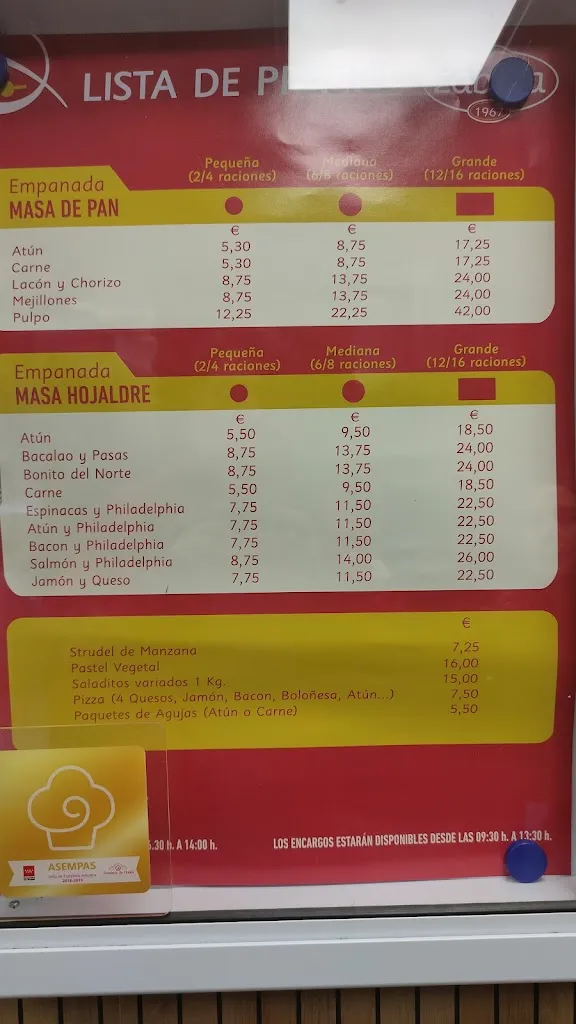 LISTA DE
1967
Pequeña Mediana Grande
(2/4 raciones) (6/8 raciones) (12/16 raciones)
Empanada
MASA DE PAN
€ € €
Atún 5,30 8,75 17,25
Carne 5,30 8,75 17,25
Lacón y Chorizo 8,75 13,75 24,00
Mejillones 8,75 13,75 24,00
Pulpo 12,25 22,25 42,00
Pequeña Mediana Grande
(2/4 raciones) (6/8 raciones) (12/16 raciones)
Empanada
MASA HOJALDRE
€ € €
Atún 5,50 9,50 18,50
Bacalao y Pasas 8,75 13,75 24,00
Bonito del Norte 8,75 13,75 24,00
Carne 5,50 9,50 18,50
Espinacas y Philadelphia 7,75 11,50 22,50
Atún y Philadelphia 7,75 11,50 22,50
Bacon y Philadelphia 7,75 11,50 22,50
Salmón y Philadelphia 8,75 14,00 26,00
Jamón y Queso 7,75 11,50 22,50
€
Strudel de Manzana 7,25
Pastel Vegetal 16,00
Saladitos variados 1 Kg. 15,00
Pizza (4 Quesos, Jamón, Bacon, Boloñesa, Atún...) 7,50
Paquetes de Agujas (Atún o Carne) 5,50
.30 h. A 14:00 h. LOS ENCARGOS ESTARÁN DISPONIBLES DESDE LAS 09:30 h. A 13:30 h.
ASEMPAS